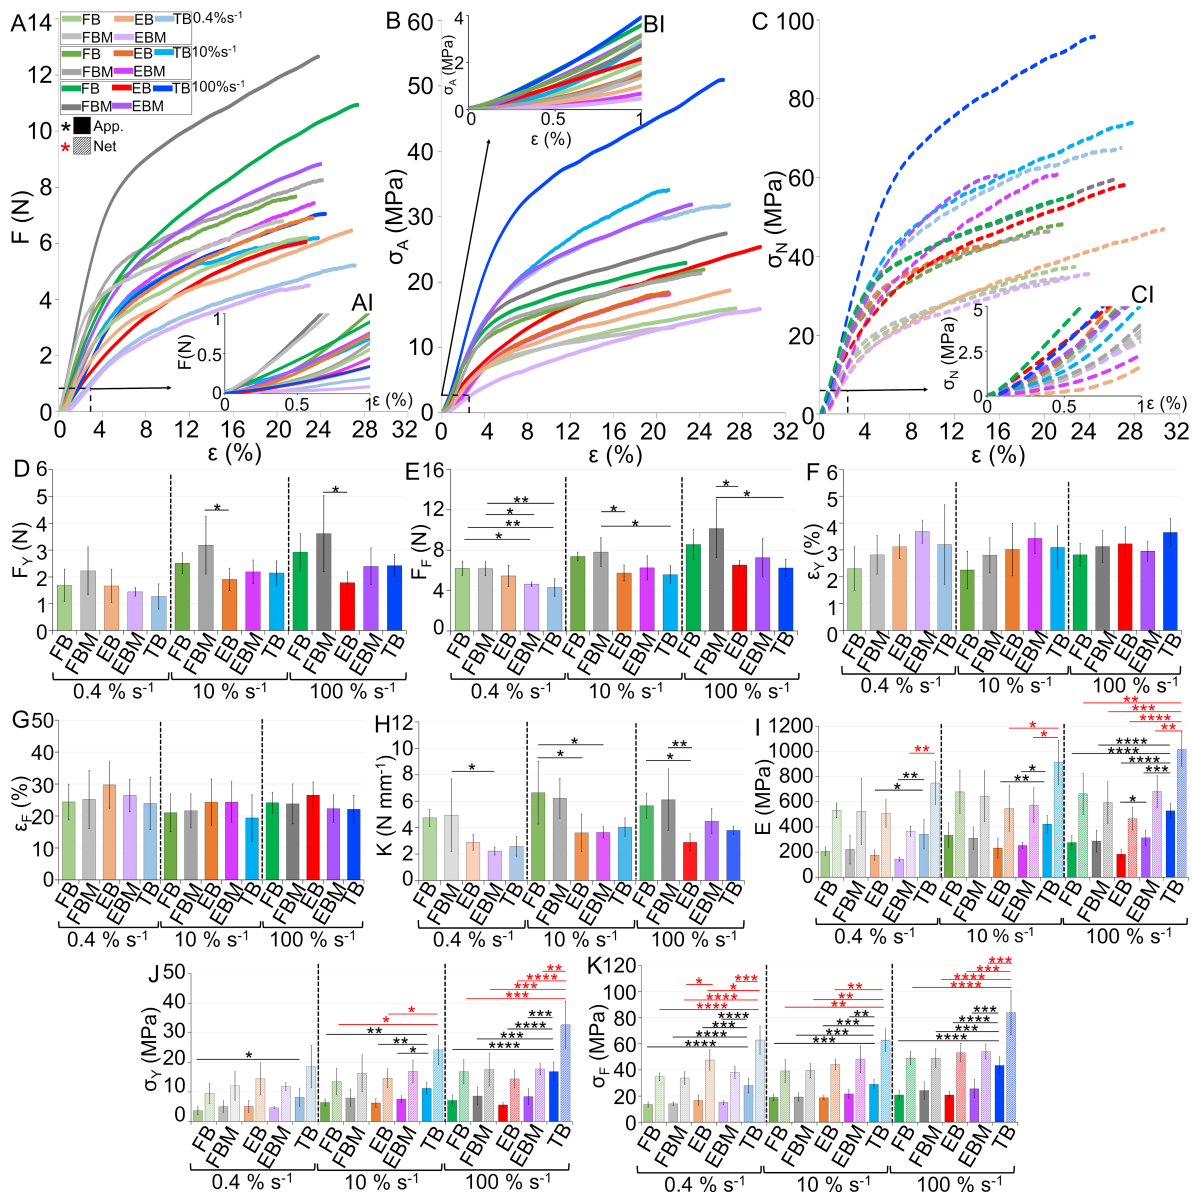 A
14
12
10
8
6
4
2
0
F (N)
0 4 8 12 16 20 24 28 32
ε (%)
FB EB TB 0.4%s-1
FBM EBM
FB EB TB 10%s-1
FBM EBM
FB EB TB 100%s-1
FBM EBM
* App.
* Net
AI
1
0.5
0
F(N)
0.5 1
ε (%)
B
60
50
40
30
20
10
0
σA (MPa)
0 4 8 12 16 20 24 28 32
ε (%)
BI
4
2
0
σA (MPa)
0 1
ε (%)
C
100
80
60
40
20
0
σN (MPa)
0 4 8 12 16 20 24 28 32
ε (%)
CI
5
2.5
0
σN (MPa)
0 0.5 1
ε (%)
D
6
5
4
3
2
1
0
FY (N)
* *
FB FBM EB EBM TB FB FBM EB EBM TB FB FBM EB EBM TB
0.4 % s-1 10 % s-1 100 % s-1
E
16
12
8
4
0
FF (N)
** * ** * * * * *
FB FBM EB EBM TB FB FBM EB EBM TB FB FBM EB EBM TB
0.4 % s-1 10 % s-1 100 % s-1
F
6
5
4
3
2
1
0
εY (%)
FB FBM EB EBM TB FB FBM EB EBM TB FB FBM EB EBM TB
0.4 % s-1 10 % s-1 100 % s-1
G
50
40
30
20
10
0
εF (%)
FB FBM EB EBM TB FB FBM EB EBM TB FB FBM EB EBM TB
0.4 % s-1 10 % s-1 100 % s-1
H
12
10
8
6
4
2
0
K (N mm-1)
* * * ** *
FB FBM EB EBM TB FB FBM EB EBM TB FB FBM EB EBM TB
0.4 % s-1 10 % s-1 100 % s-1
I
1200
1000
800
600
400
200
0
E (MPa)
** ** * * * * ** ** *** **** ** **** **** **** *** *
FB FBM EB EBM TB FB FBM EB EBM TB FB FBM EB EBM TB
0.4 % s-1 10 % s-1 100 % s-1
J
50
40
30
20
10
0
σY (MPa)
* * * ** ** * ** **** *** *** *** **** *** ****
FB FBM EB EBM TB FB FBM EB EBM TB FB FBM EB EBM TB
0.4 % s-1 10 % s-1 100 % s-1
K
120
100
80
60
40
20
0
σF (MPa)
*** * * **** **** **** *** **** **** ** ** ** ** *** *** *** *** *** **** **** *** **** *** ****
FB FBM EB EBM TB FB FBM EB EBM TB FB FBM EB EBM TB
0.4 % s-1 10 % s-1 100 % s-1